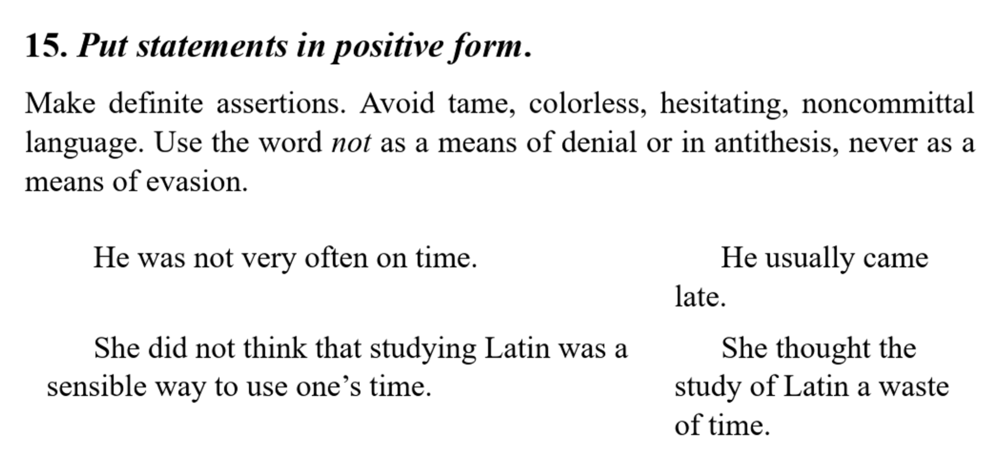 15. Put statements in positive form.
Make definite assertions. Avoid tame, colorless, hesitating, noncommittal
language. Use the word not as a means of denial or in antithesis, never as a
means of evasion.
He was not very often on time.
He usually came
late.
She did not think that studying Latin was a
sensible way to use one’s time.
She thought the
study of Latin a waste
of time.